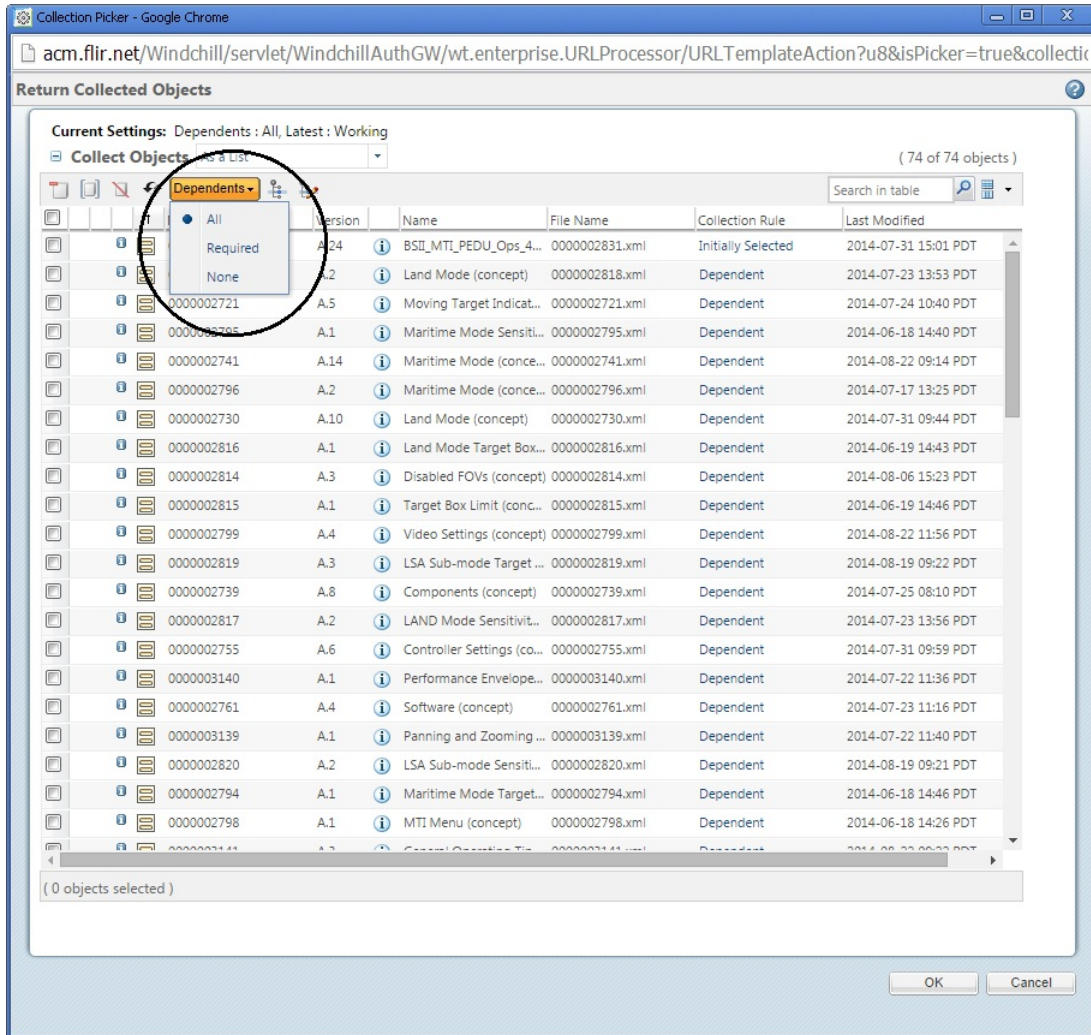 Collection Picker - Google Chrome
acm.flir.net/Windchill/servlet/WindchillAuthGW/wt.enterprise.URLProcessor/URLTemplateAction?u8&isPicker=true&collectio
Return Collected Objects
Current Settings: Dependents : All, Latest : Working
Collect Objects As a List ( 74 of 74 objects )
Dependents Search in table
Version Name File Name Collection Rule Last Modified
All
Required
None
A.24 BSII_MTI_PEDU_Ops_4... 0000002831.xml Initially Selected 2014-07-31 15:01 PDT
A.2 Land Mode (concept) 0000002818.xml Dependent 2014-07-23 13:53 PDT
0000002721 A.5 Moving Target Indicat... 0000002721.xml Dependent 2014-07-24 10:40 PDT
0000002795 A.1 Maritime Mode Sensiti... 0000002795.xml Dependent 2014-06-18 14:40 PDT
0000002741 A.14 Maritime Mode (conce... 0000002741.xml Dependent 2014-08-22 09:14 PDT
0000002796 A.2 Maritime Mode (conce... 0000002796.xml Dependent 2014-07-17 13:25 PDT
0000002730 A.10 Land Mode (concept) 0000002730.xml Dependent 2014-07-31 09:44 PDT
0000002816 A.1 Land Mode Target Box... 0000002816.xml Dependent 2014-06-19 14:43 PDT
0000002814 A.3 Disabled FOVs (concept) 0000002814.xml Dependent 2014-08-06 15:23 PDT
0000002815 A.1 Target Box Limit (conc... 0000002815.xml Dependent 2014-06-19 14:46 PDT
0000002799 A.4 Video Settings (concept) 0000002799.xml Dependent 2014-08-22 11:56 PDT
0000002819 A.3 LSA Sub-mode Target ... 0000002819.xml Dependent 2014-08-19 09:22 PDT
0000002739 A.8 Components (concept) 0000002739.xml Dependent 2014-07-25 08:10 PDT
0000002817 A.2 LAND Mode Sensitivit... 0000002817.xml Dependent 2014-07-23 13:56 PDT
0000002755 A.6 Controller Settings (co... 0000002755.xml Dependent 2014-07-31 09:59 PDT
0000003140 A.1 Performance Envelope... 0000003140.xml Dependent 2014-07-22 11:36 PDT
0000002761 A.4 Software (concept) 0000002761.xml Dependent 2014-07-23 11:16 PDT
0000003139 A.1 Panning and Zooming ... 0000003139.xml Dependent 2014-07-22 11:40 PDT
0000002820 A.2 LSA Sub-mode Sensiti... 0000002820.xml Dependent 2014-08-19 09:21 PDT
0000002794 A.1 Maritime Mode Target... 0000002794.xml Dependent 2014-06-18 14:46 PDT
0000002798 A.1 MTI Menu (concept) 0000002798.xml Dependent 2014-06-18 14:26 PDT
( 0 objects selected )
OK Cancel